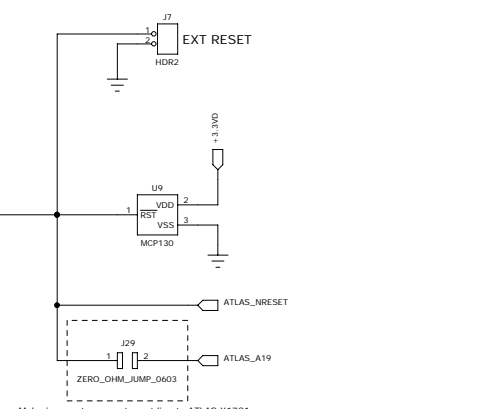 J7
1
2
EXT RESET
HDR2
+3.3VD
U9
VDD
2
1
RST
VSS
3
MCP130
ATLAS_NRESET
J29
1
2
ATLAS_A19
ZERO_OHM_JUMP_0603